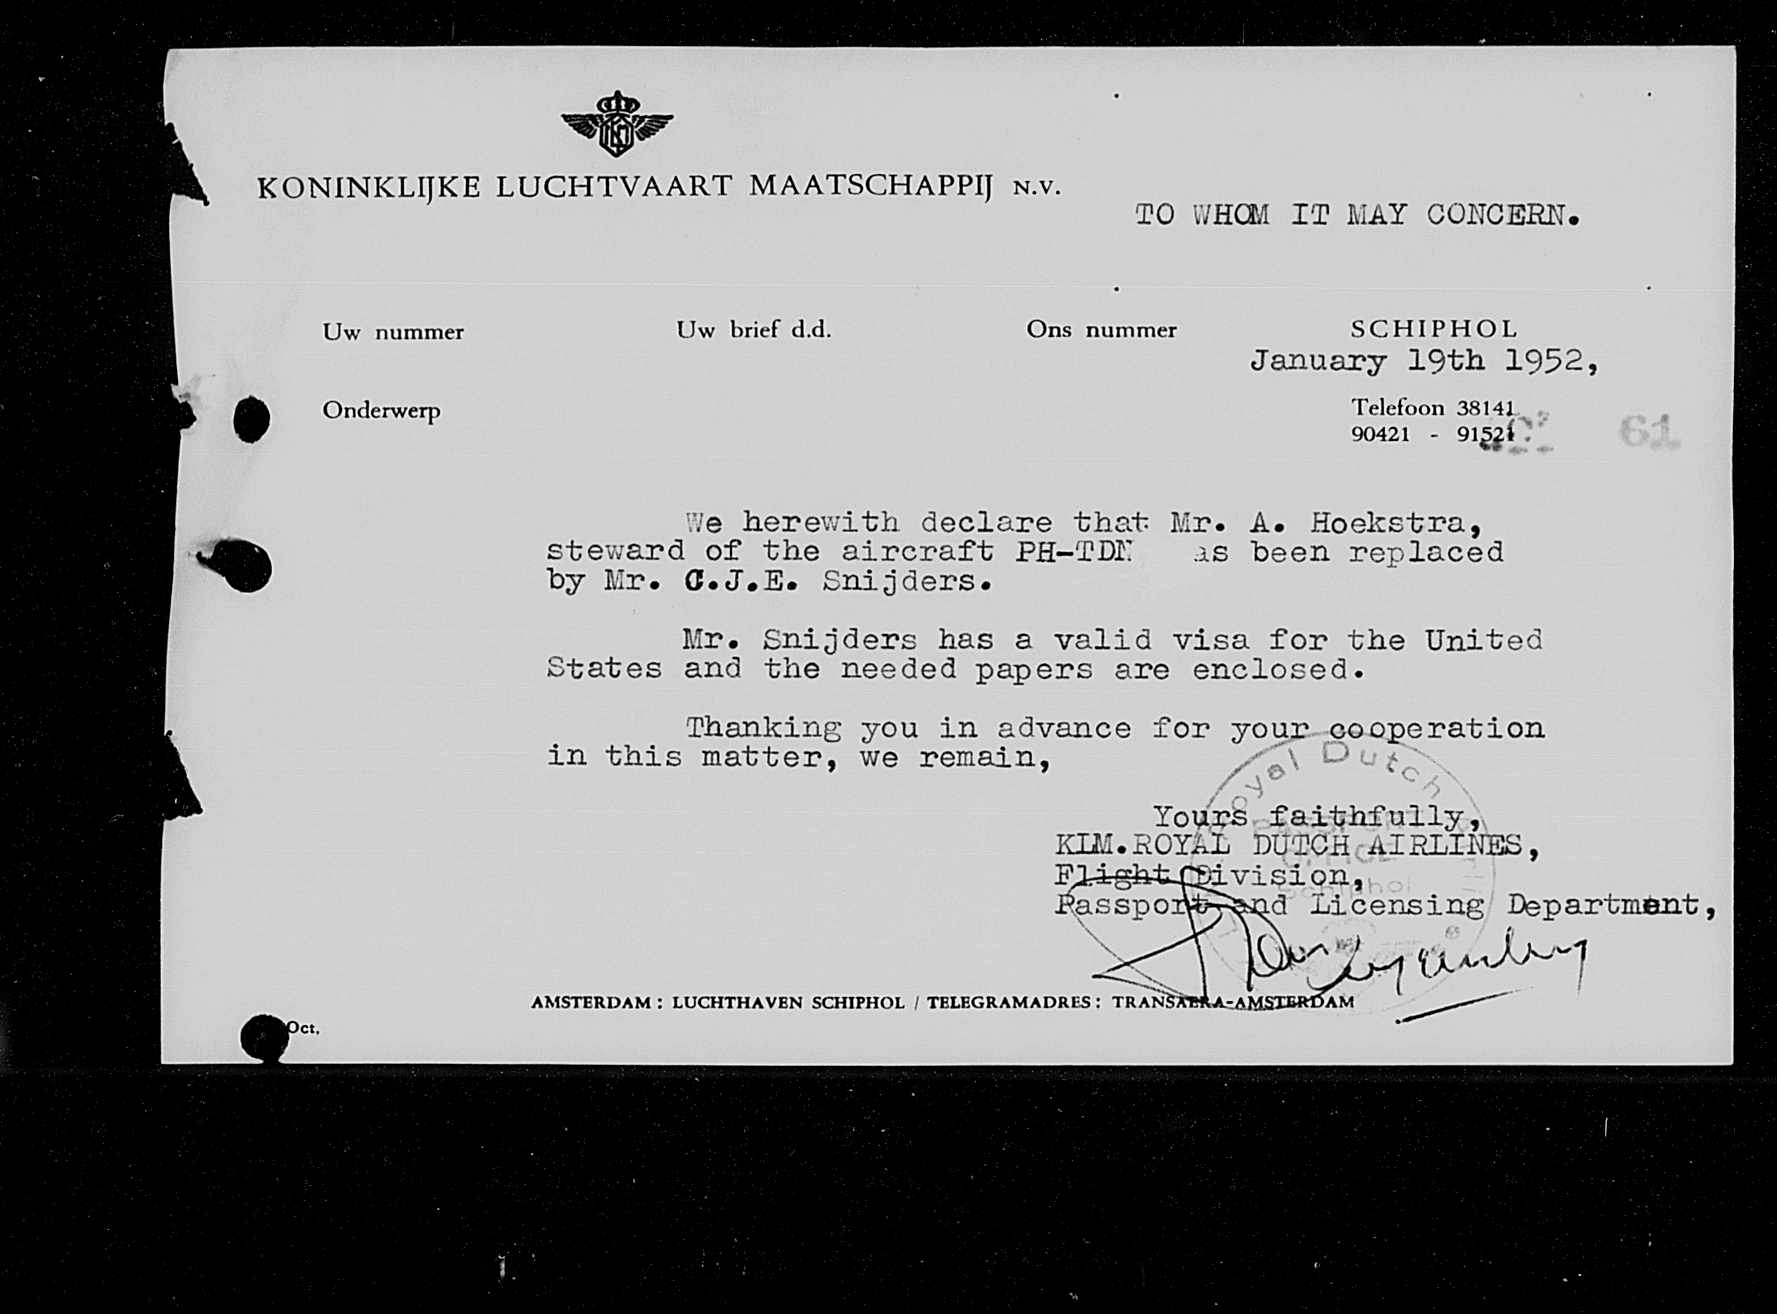 KONINKLIJKE LUCHTVAART MAATSCHAPPIJ N.V.
TO WHOM IT MAY CONCERN.
Uw nummer Uw brief d.d. Ons nummer SCHIPHOL
January 19th 1952,
Onderwerp Telefoon 38141
90421 - 91521
61
We herewith declare that Mr. A. Hoekstra,
steward of the aircraft PH-TDN as been replaced
by Mr. C.J.E. Snijders.
Mr. Snijders has a valid visa for the United
States and the needed papers are enclosed.
Thanking you in advance for your cooperation
in this matter, we remain,
Royal Dutch
Yours faithfully,
KLM.ROYAL DUTCH AIRLINES,
Flight Division,
Schiphol
Passport and Licensing Department,
AMSTERDAM: LUCHTHAVEN SCHIPHOL / TELEGRAMADRES: TRANSAERA-AMSTERDAM
Oct.